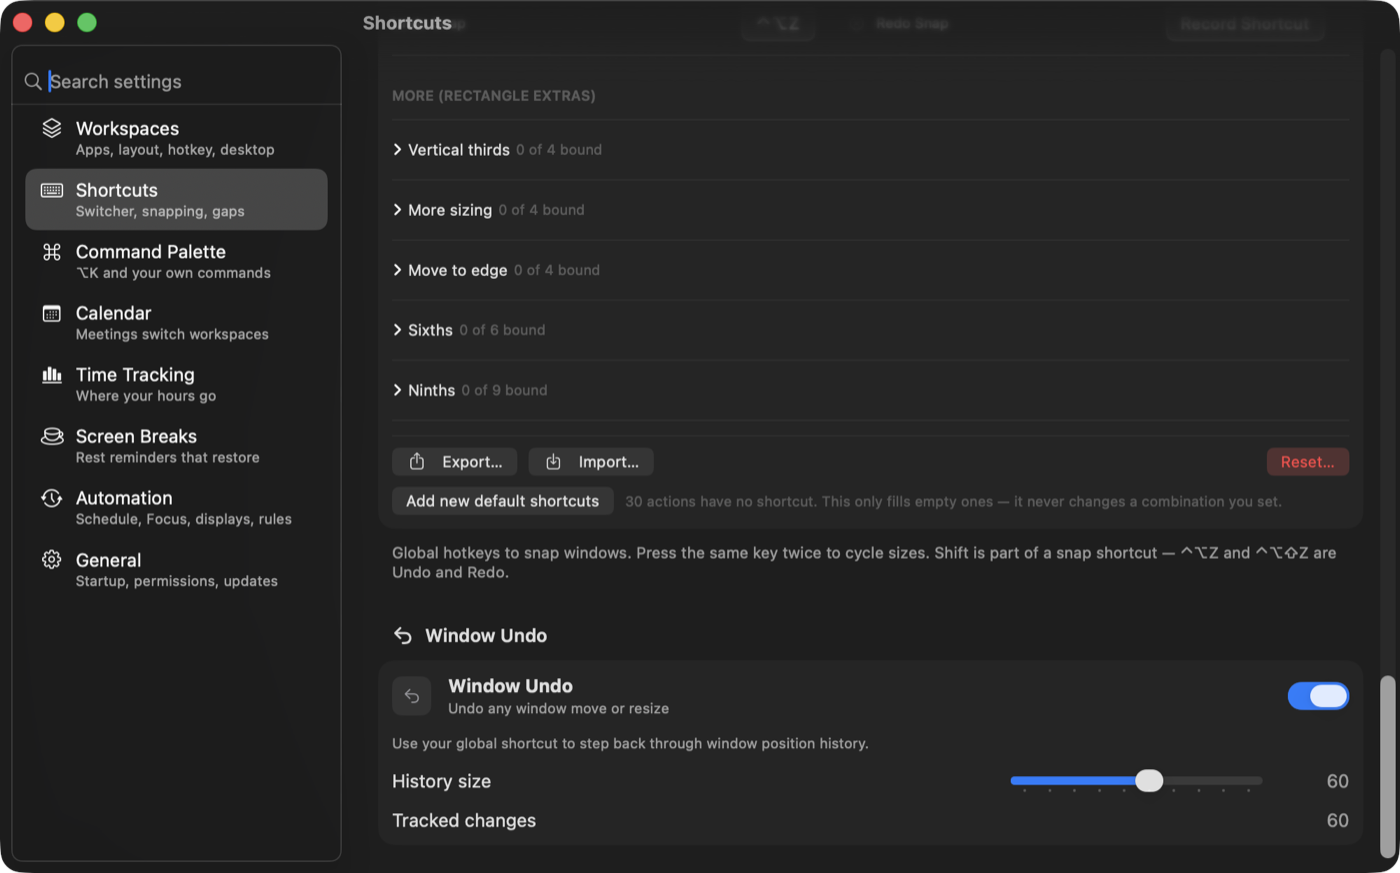 Shortcuts
^⌥Z
Redo Snap
Record Shortcut
Search settings
Workspaces
Apps, layout, hotkey, desktop
Shortcuts
Switcher, snapping, gaps
Command Palette
⌥K and your own commands
Calendar
Meetings switch workspaces
Time Tracking
Where your hours go
Screen Breaks
Rest reminders that restore
Automation
Schedule, Focus, displays, rules
General
Startup, permissions, updates
MORE (RECTANGLE EXTRAS)
Vertical thirds 0 of 4 bound
More sizing 0 of 4 bound
Move to edge 0 of 4 bound
Sixths 0 of 6 bound
Ninths 0 of 9 bound
Export...
Import...
Reset...
Add new default shortcuts
30 actions have no shortcut. This only fills empty ones — it never changes a combination you set.
Global hotkeys to snap windows. Press the same key twice to cycle sizes. Shift is part of a snap shortcut — ^⌥Z and ^⌥⇧Z are
Undo and Redo.
Window Undo
Window Undo
Undo any window move or resize
Use your global shortcut to step back through window position history.
History size 60
Tracked changes 60